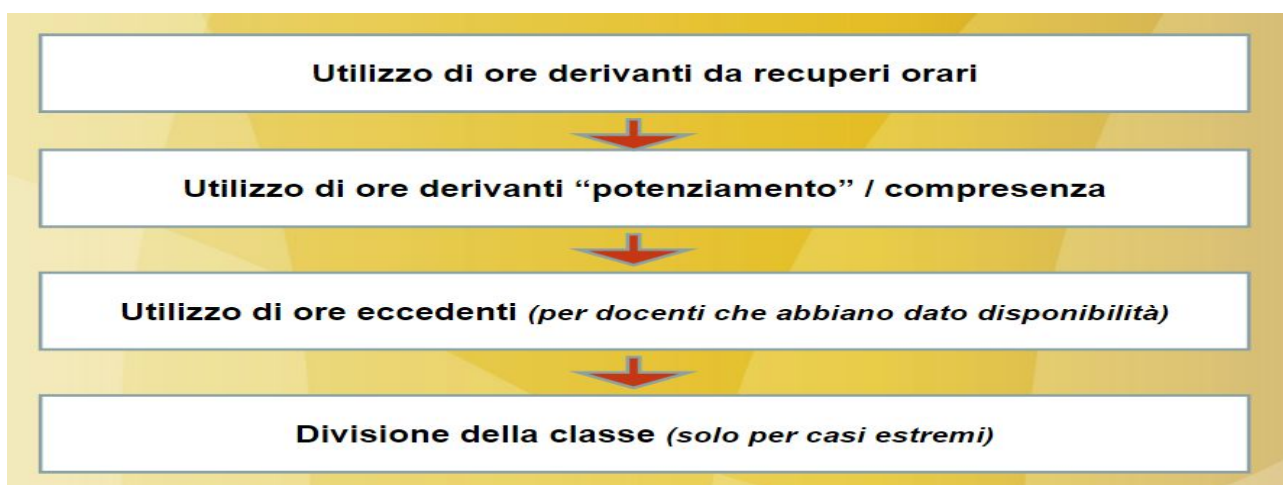 Utilizzo di ore derivanti da recuperi orari
Utilizzo di ore derivanti “potenziamento” / compresenza
Utilizzo di ore eccedenti (per docenti che abbiano dato disponibilità)
Divisione della classe (solo per casi estremi)